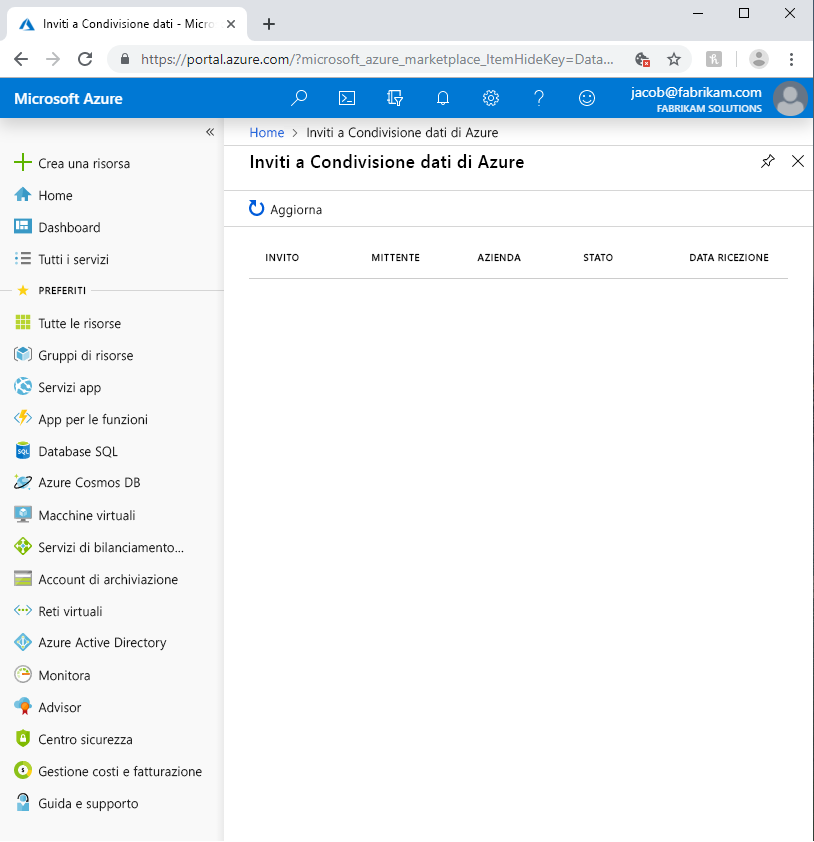 Inviti a Condivisione dati - Micro
https://portal.azure.com/?microsoft_azure_marketplace_ItemHideKey=Data...
Microsoft Azure
jacob@fabrikam.com
FABRIKAM SOLUTIONS
Home > Inviti a Condivisione dati di Azure
Inviti a Condivisione dati di Azure
Aggiorna
INVITO MITTENTE AZIENDA STATO DATA RICEZIONE
Crea una risorsa
Home
Dashboard
Tutti i servizi
PREFERITI
Tutte le risorse
Gruppi di risorse
Servizi app
App per le funzioni
Database SQL
Azure Cosmos DB
Macchine virtuali
Servizi di bilanciamento...
Account di archiviazione
Reti virtuali
Azure Active Directory
Monitora
Advisor
Centro sicurezza
Gestione costi e fatturazione
Guida e supporto